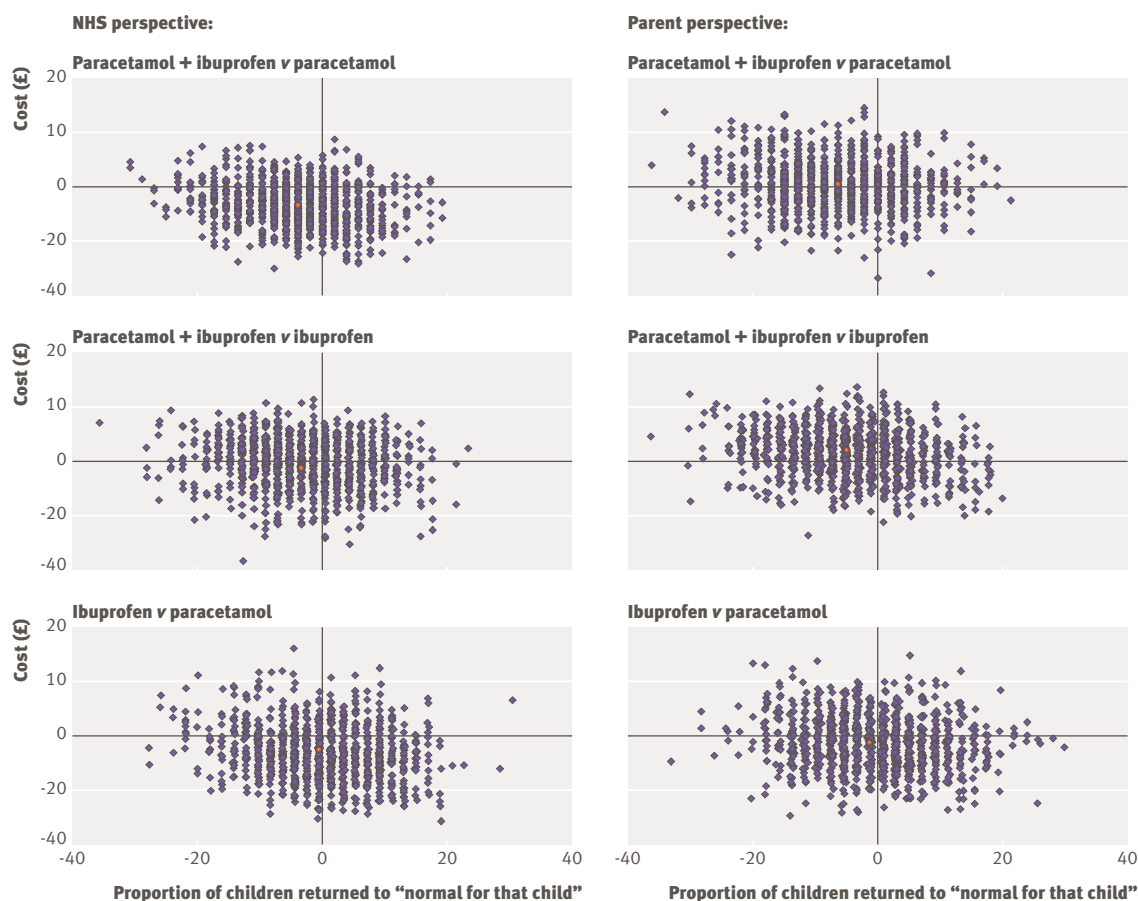 NHS perspective:
Parent perspective:
Paracetamol + ibuprofen v paracetamol
Paracetamol + ibuprofen v paracetamol
Cost (£)
20
10
0
-20
-40
Paracetamol + ibuprofen v ibuprofen
Paracetamol + ibuprofen v ibuprofen
Cost (£)
20
10
0
-20
-40
Ibuprofen v paracetamol
Ibuprofen v paracetamol
Cost (£)
20
10
0
-20
-40
-40 -20 0 20 40
-40 -20 0 20 40
Proportion of children returned to “normal for that child”
Proportion of children returned to “normal for that child”